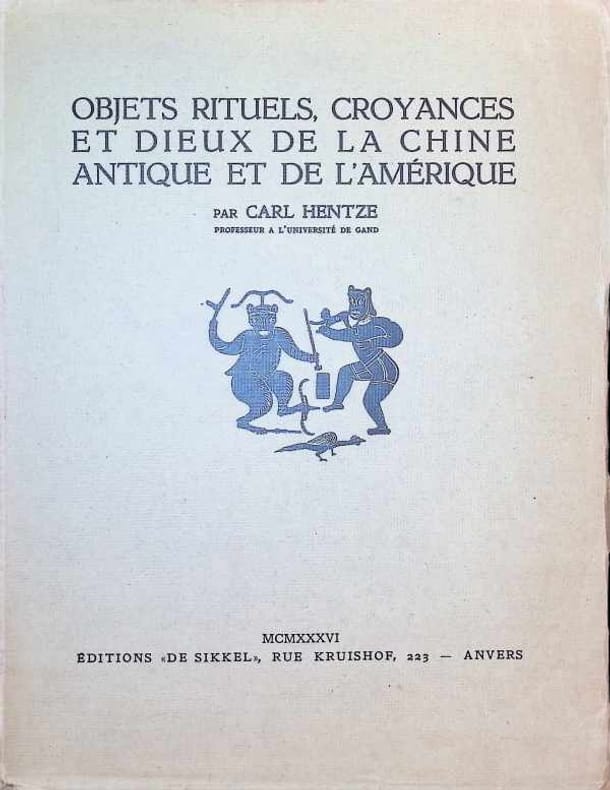 OBJETS RITUELS, CROYANCES
ET DIEUX DE LA CHINE
ANTIQUE ET DE L'AMÉRIQUE
PAR CARL HENTZE
PROFESSEUR A L'UNIVERSITÉ DE GAND
MCMXXXVI
ÉDITIONS «DE SIKKEL», RUE KRUISHOF, 223 — ANVERS